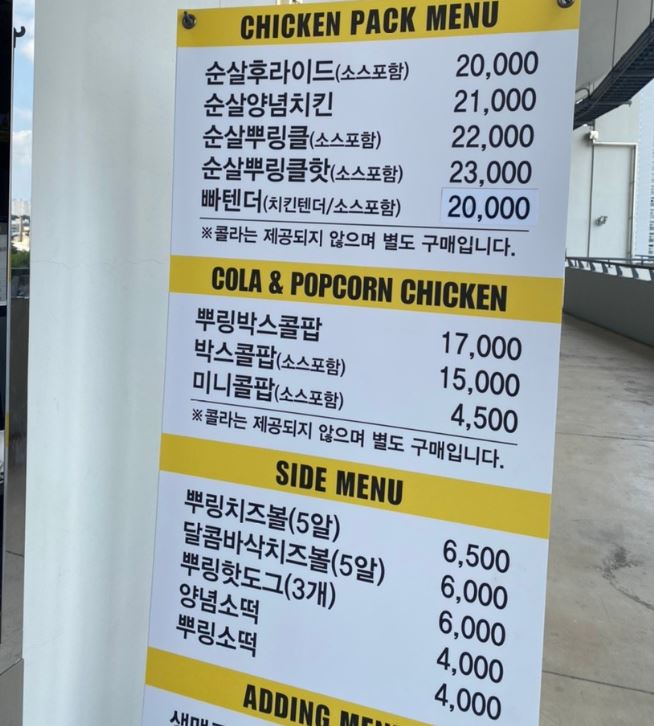 CHICKEN PACK MENU
순살후라이드(소스포함) 20,000
순살양념치킨 21,000
순살뿌링클(소스포함) 22,000
순살뿌링클핫(소스포함) 23,000
빠텐더(치킨텐더/소스포함) 20,000
※콜라는 제공되지 않으며 별도 구매입니다.
COLA & POPCORN CHICKEN
뿌링박스콜팝 17,000
박스콜팝(소스포함) 15,000
미니콜팝(소스포함) 4,500
※콜라는 제공되지 않으며 별도 구매입니다.
SIDE MENU
뿌링치즈볼(5알) 6,500
달콤바삭치즈볼(5알) 6,000
뿌링핫도그(3개) 6,000
양념소떡 4,000
뿌링소떡 4,000
ADDING MENU